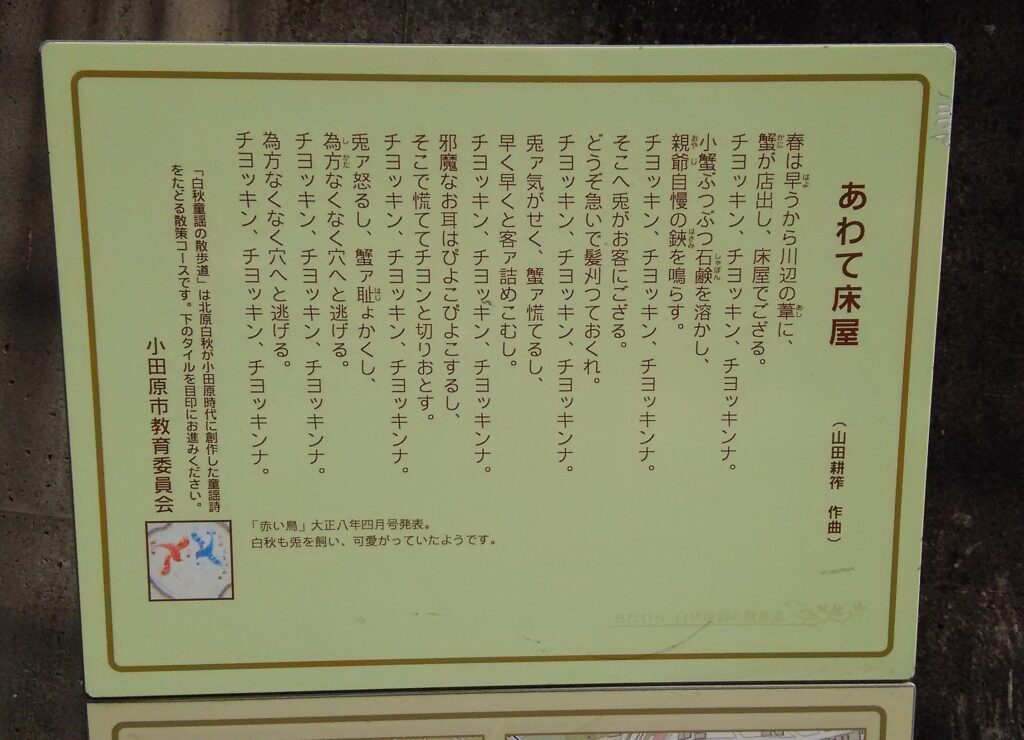 あわて床屋
（山田耕筰 作曲）
春は早うから川辺の葦に、
蟹が店出し、床屋でござる。
チヨッキン、チヨッキン、チヨッキンナ。
小蟹ぶつぶつ石鹸を溶かし、
親爺自慢の鋏を鳴らす。
チヨッキン、チヨッキン、チヨッキンナ。
そこへ兎がお客にござる。
どうぞ急いで髪刈つておくれ。
チヨッキン、チヨッキン、チヨッキンナ。
兎ァ気がせく、蟹ァ慌てるし、
早く早くと客ァ詰めこむし。
チヨッキン、チヨッキン、チヨッキンナ。
邪魔なお耳はぴよこぴよこするし、
そこで慌ててチヨンと切りおとす。
チヨッキン、チヨッキン、チヨッキンナ。
兎ァ怒るし、蟹ァ耻よかくし、
為方なくなく穴へと逃げる。
チヨッキン、チヨッキン、チヨッキンナ。
為方なくなく穴へと逃げる。
チヨッキン、チヨッキン、チヨッキンナ。
『赤い鳥』大正八年四月号発表。
白秋も兎を飼い、可愛がっていたようです。
「白秋童謡の散歩道」は北原白秋が小田原時代に創作した童謡詩
をたどる散策コースです。下のタイルを目印にお進みください。
小田原市教育委員会
おだわら 白秋童謡の散歩道